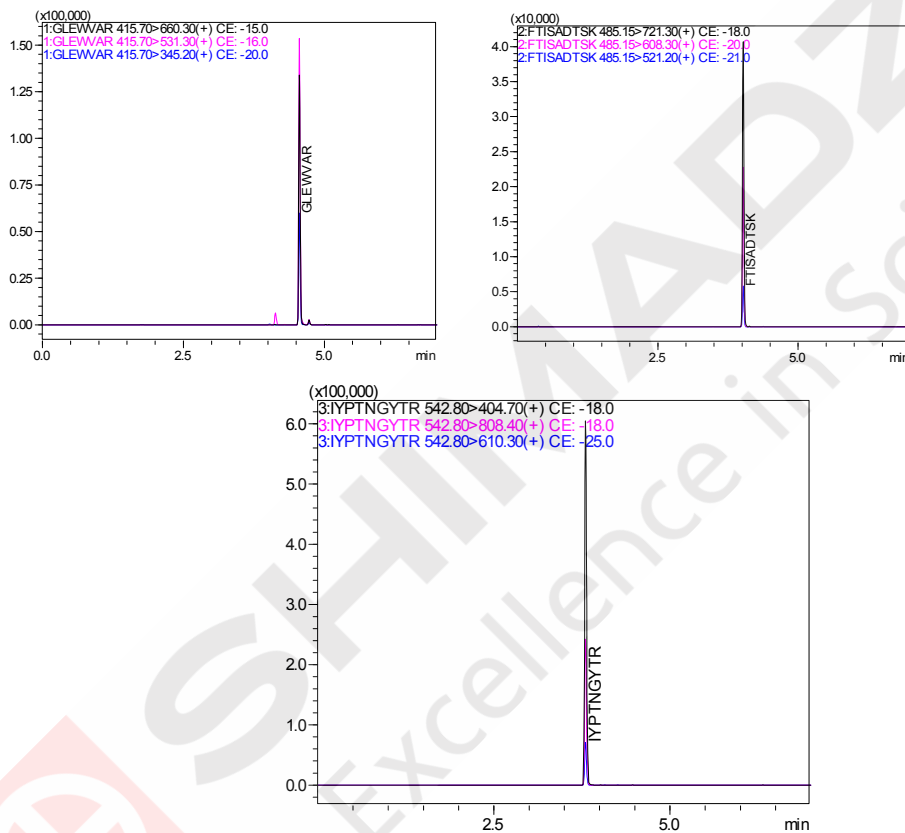 (x100,000)
1:GLEWVAR 415.70>660.30(+) CE: -15.0
1:GLEWVAR 415.70>531.30(+) CE: -16.0
1:GLEWVAR 415.70>345.20(+) CE: -20.0
1.50
1.25
1.00
0.75
0.50
0.25
0.00
GLEWVAR
0.0 2.5 5.0 min
(x10,000)
2:FTISADTSK 485.15>721.30(+) CE: -18.0
2:FTISADTSK 485.15>608.30(+) CE: -20.0
2:FTISADTSK 485.15>521.20(+) CE: -21.0
4.0
3.5
3.0
2.5
2.0
1.5
1.0
0.5
0.0
FTISADTSK
2.5 5.0 min
(x100,000)
3:IYPTNGYTR 542.80>404.70(+) CE: -18.0
3:IYPTNGYTR 542.80>808.40(+) CE: -18.0
3:IYPTNGYTR 542.80>610.30(+) CE: -25.0
6.0
5.0
4.0
3.0
2.0
1.0
0.0
IYPTNGYTR
2.5 5.0 min
SHIMADZ
Excellence in Sci